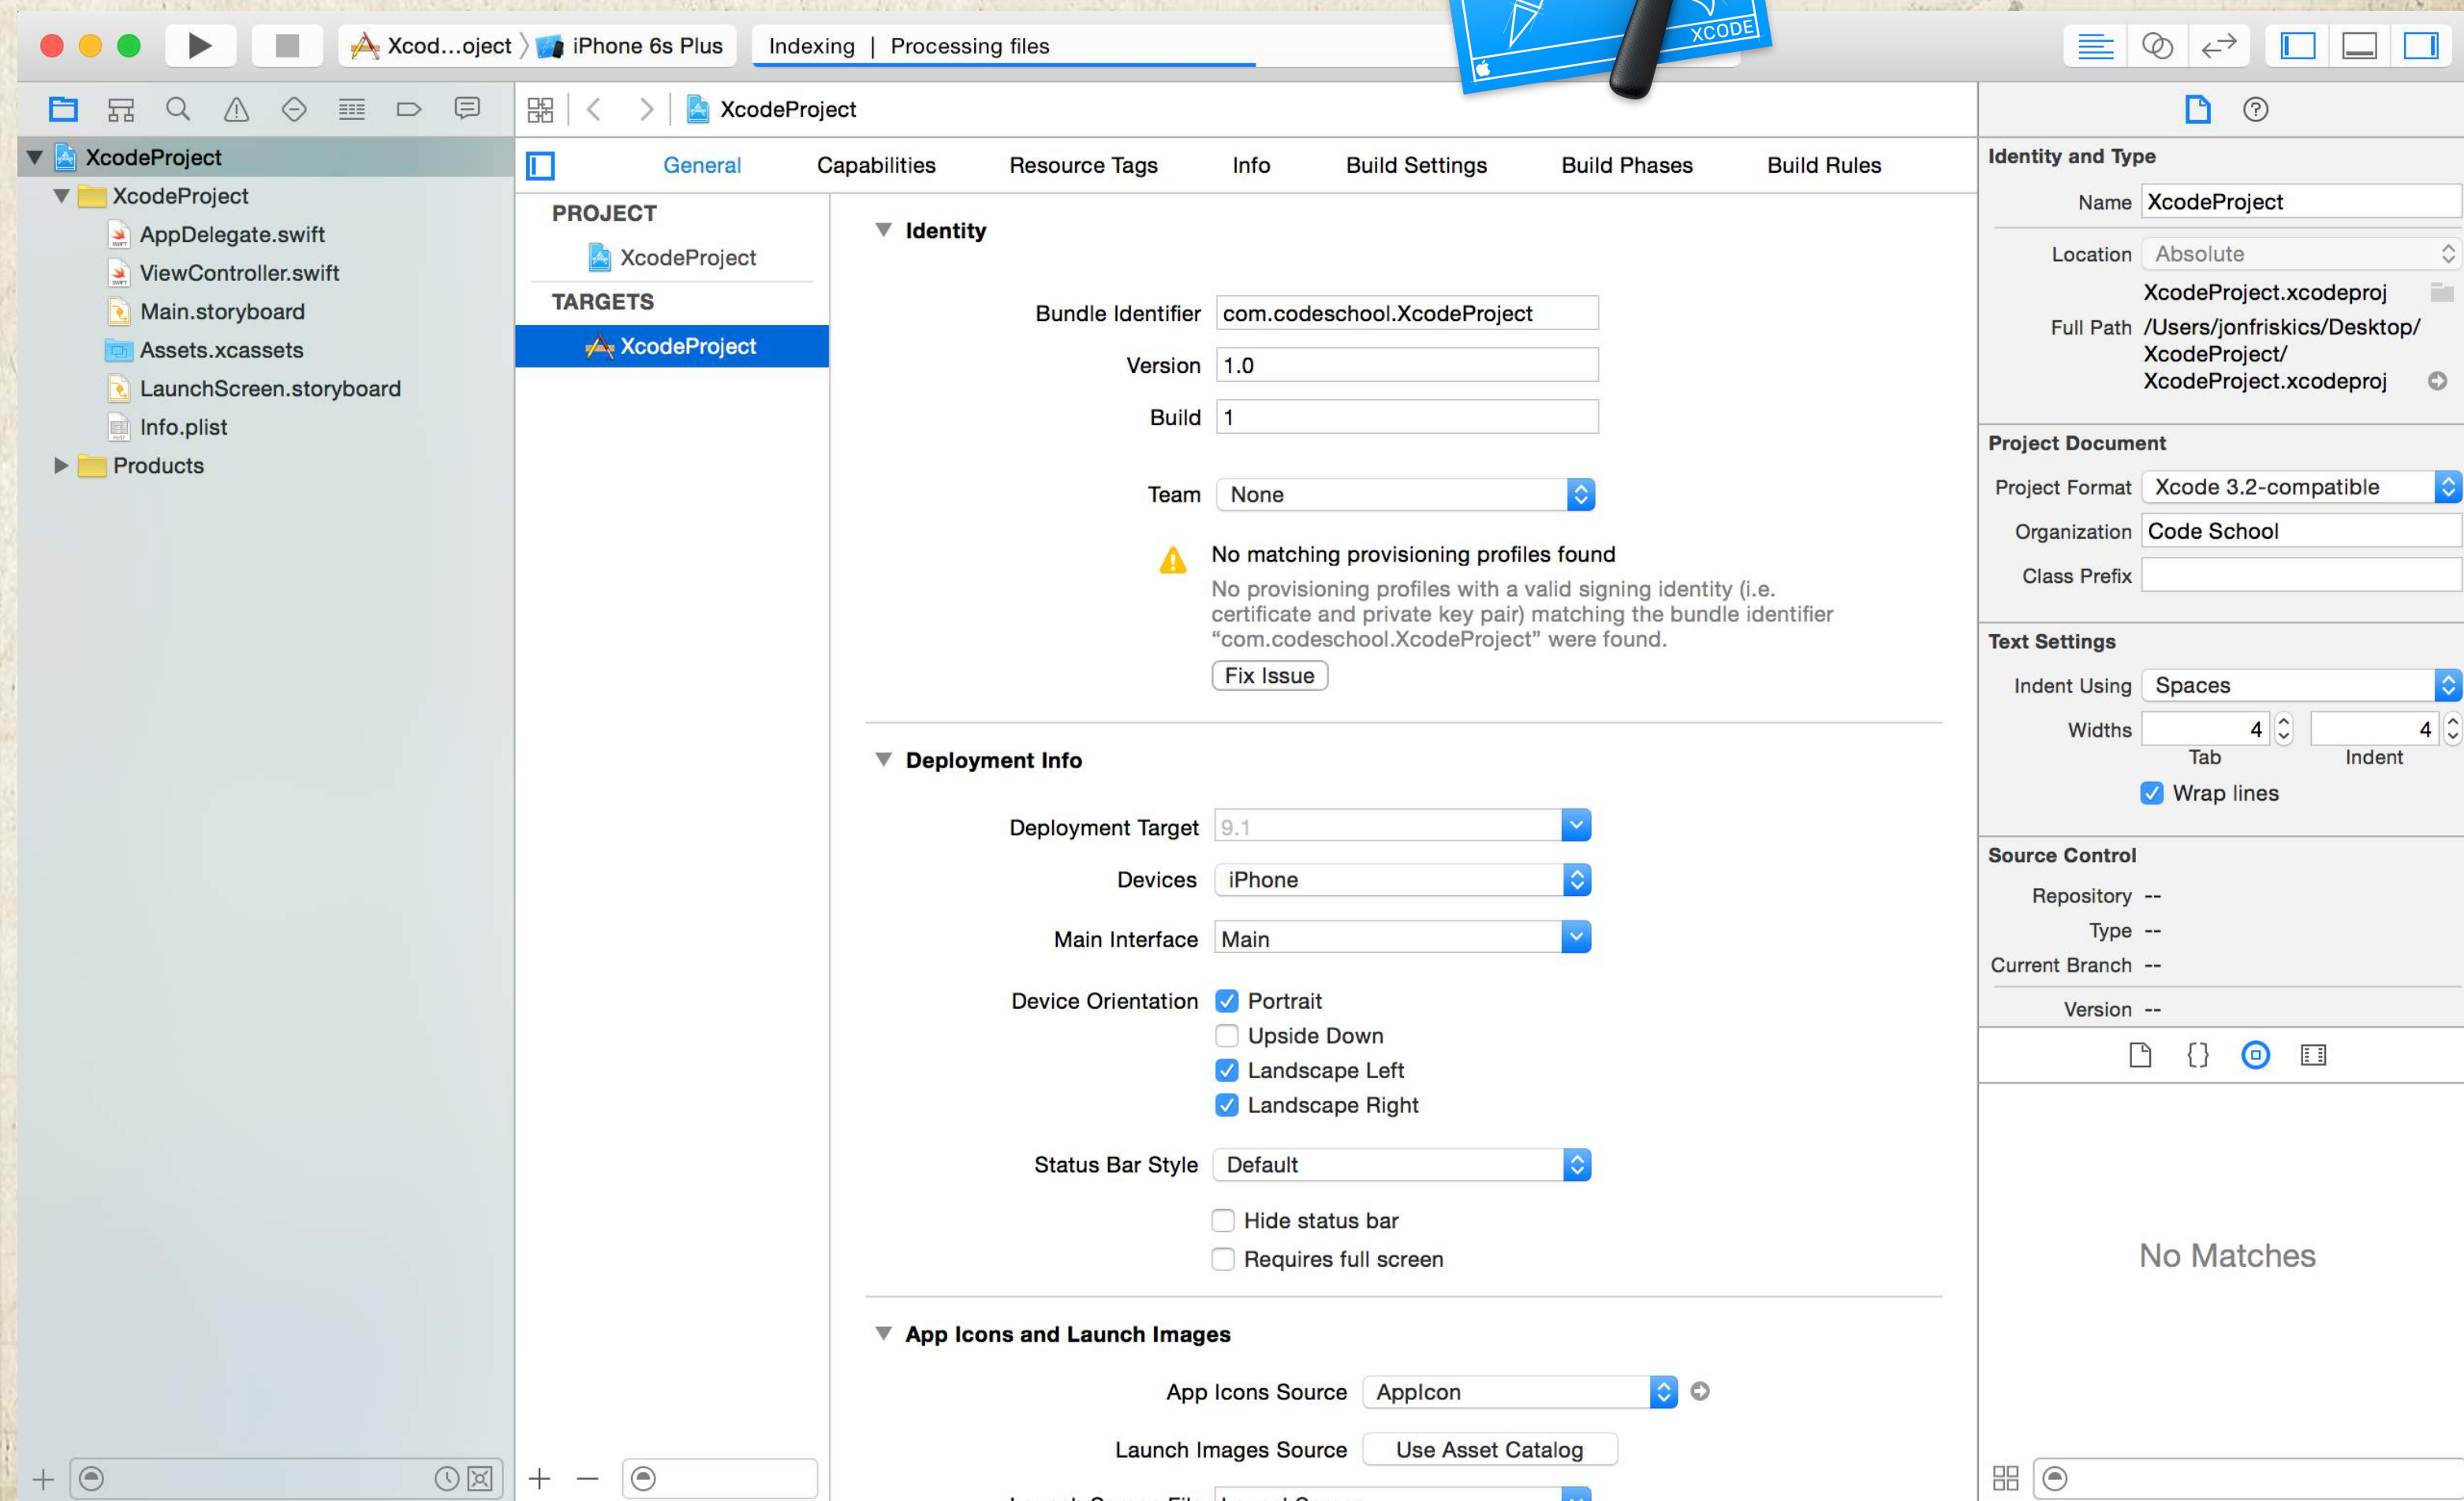 XCODE
Xcod...oject iPhone 6s Plus Indexing | Processing files
XcodeProject
XcodeProject
XcodeProject
AppDelegate.swift
ViewController.swift
Main.storyboard
Assets.xcassets
LaunchScreen.storyboard
Info.plist
Products
General Capabilities Resource Tags Info Build Settings Build Phases Build Rules
PROJECT
XcodeProject
TARGETS
XcodeProject
Identity
Bundle Identifier com.codeschool.XcodeProject
Version 1.0
Build 1
Team None
No matching provisioning profiles found
No provisioning profiles with a valid signing identity (i.e.
certificate and private key pair) matching the bundle identifier
“com.codeschool.XcodeProject” were found.
Fix Issue
Deployment Info
Deployment Target 9.1
Devices iPhone
Main Interface Main
Device Orientation Portrait
Upside Down
Landscape Left
Landscape Right
Status Bar Style Default
Hide status bar
Requires full screen
App Icons and Launch Images
App Icons Source AppIcon
Launch Images Source Use Asset Catalog
Identity and Type
Name XcodeProject
Location Absolute
XcodeProject.xcodeproj
Full Path /Users/jonfriskics/Desktop/
XcodeProject/
XcodeProject.xcodeproj
Project Document
Project Format Xcode 3.2-compatible
Organization Code School
Class Prefix
Text Settings
Indent Using Spaces
Widths 4 4
Tab Indent
Wrap lines
Source Control
Repository --
Type --
Current Branch --
Version --
No Matches